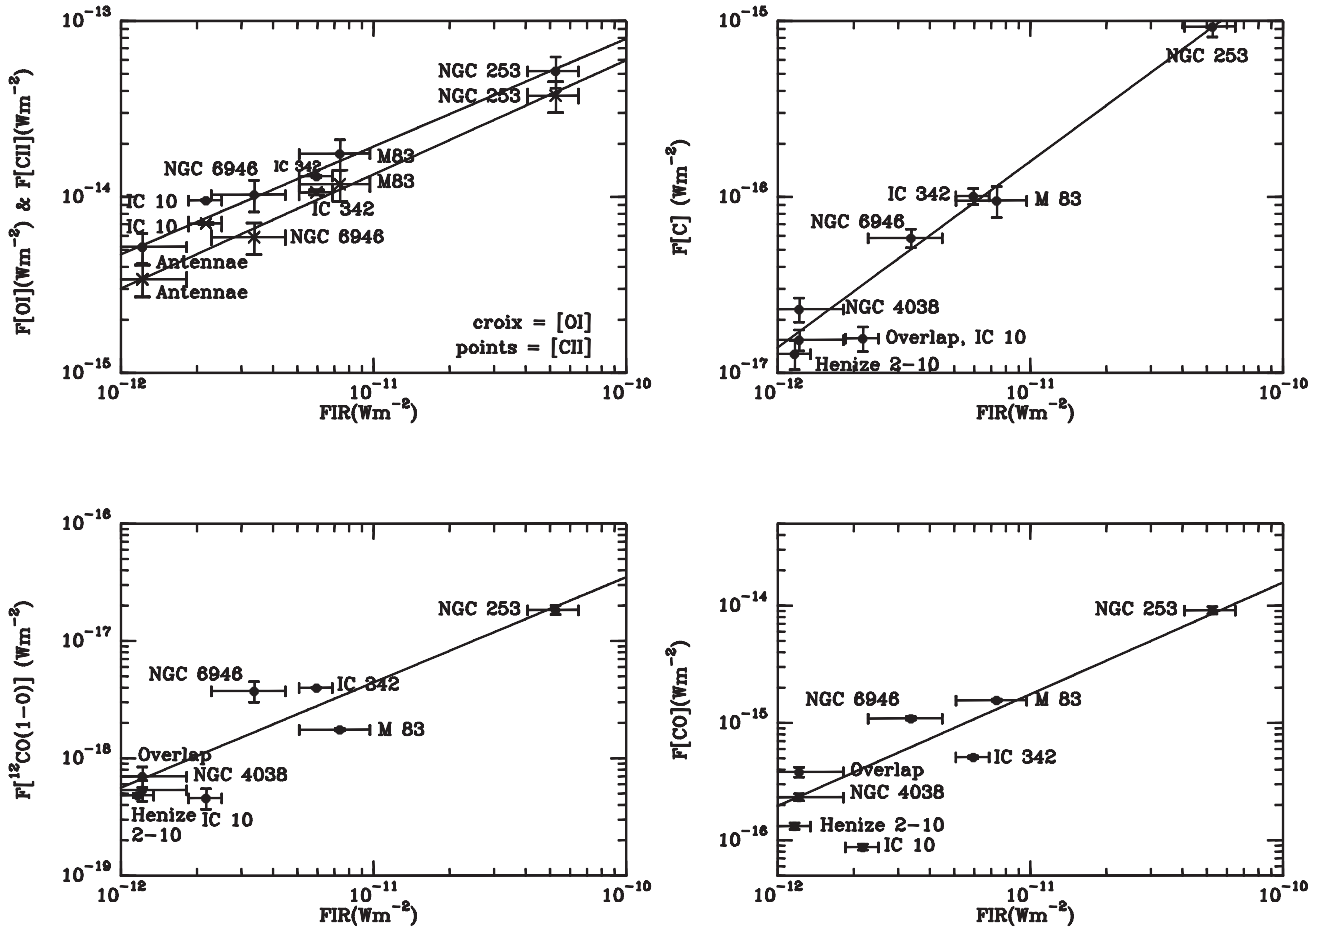 10⁻¹³
NGC 253
NGC 253
M83
NGC 6946
IC 342
M83
10⁻¹⁴
IC 10
IC 342
IC 10
NGC 6946
Antennae
Antennae
croix = [OI]
points = [CII]
10⁻¹⁵
10⁻¹² 10⁻¹¹ 10⁻¹⁰
FIR(Wm⁻²)
F[OI](Wm⁻²) & F[CII](Wm⁻²)
10⁻¹⁵
NGC 253
10⁻¹⁶
IC 342
M 83
NGC 6946
NGC 4038
Overlap, IC 10
Henize 2-10
10⁻¹⁷
10⁻¹² 10⁻¹¹ 10⁻¹⁰
FIR(Wm⁻²)
F[C] (Wm⁻²)
10⁻¹⁶
NGC 253
10⁻¹⁷
NGC 6946
IC 342
M 83
10⁻¹⁸
Overlap
NGC 4038
Henize
2-10
IC 10
10⁻¹⁹
10⁻¹² 10⁻¹¹ 10⁻¹⁰
FIR(Wm⁻²)
F[¹²CO(1-0)] (Wm⁻²)
10⁻¹⁴
NGC 253
NGC 6946
M 83
10⁻¹⁵
IC 342
Overlap
NGC 4038
Henize 2-10
10⁻¹⁶
IC 10
10⁻¹² 10⁻¹¹ 10⁻¹⁰
FIR(Wm⁻²)
F[CO](Wm⁻²)